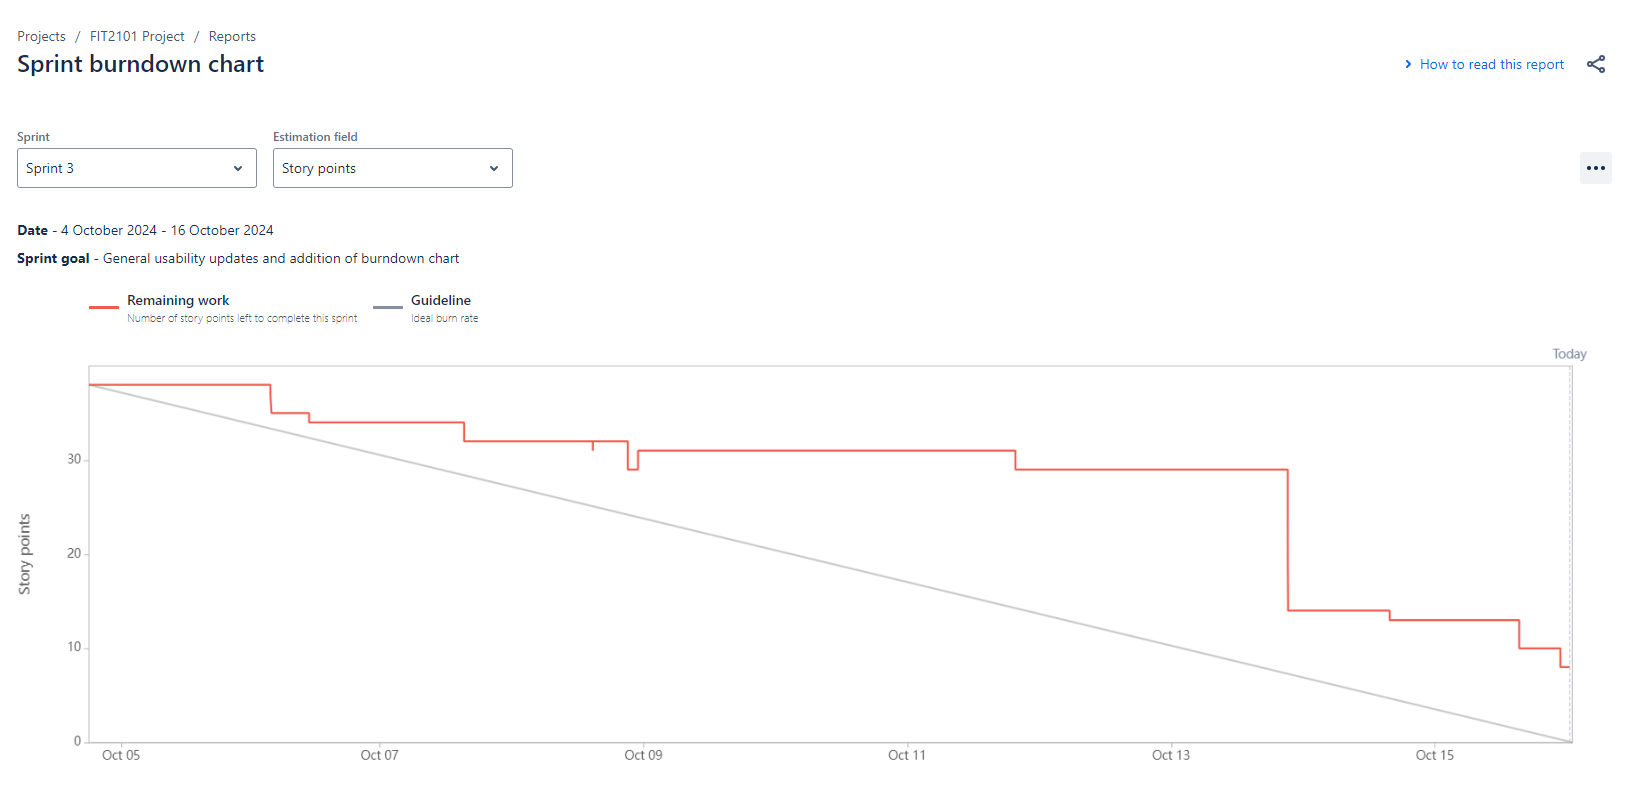 Projects / FIT2101 Project / Reports
Sprint burndown chart
How to read this report
Sprint
Estimation field
Sprint 3
Story points
Date - 4 October 2024 - 16 October 2024
Sprint goal - General usability updates and addition of burndown chart
Remaining work
Number of story points left to complete this sprint
Guideline
Ideal burn rate
Today
Story points
30
20
10
0
Oct 05
Oct 07
Oct 09
Oct 11
Oct 13
Oct 15